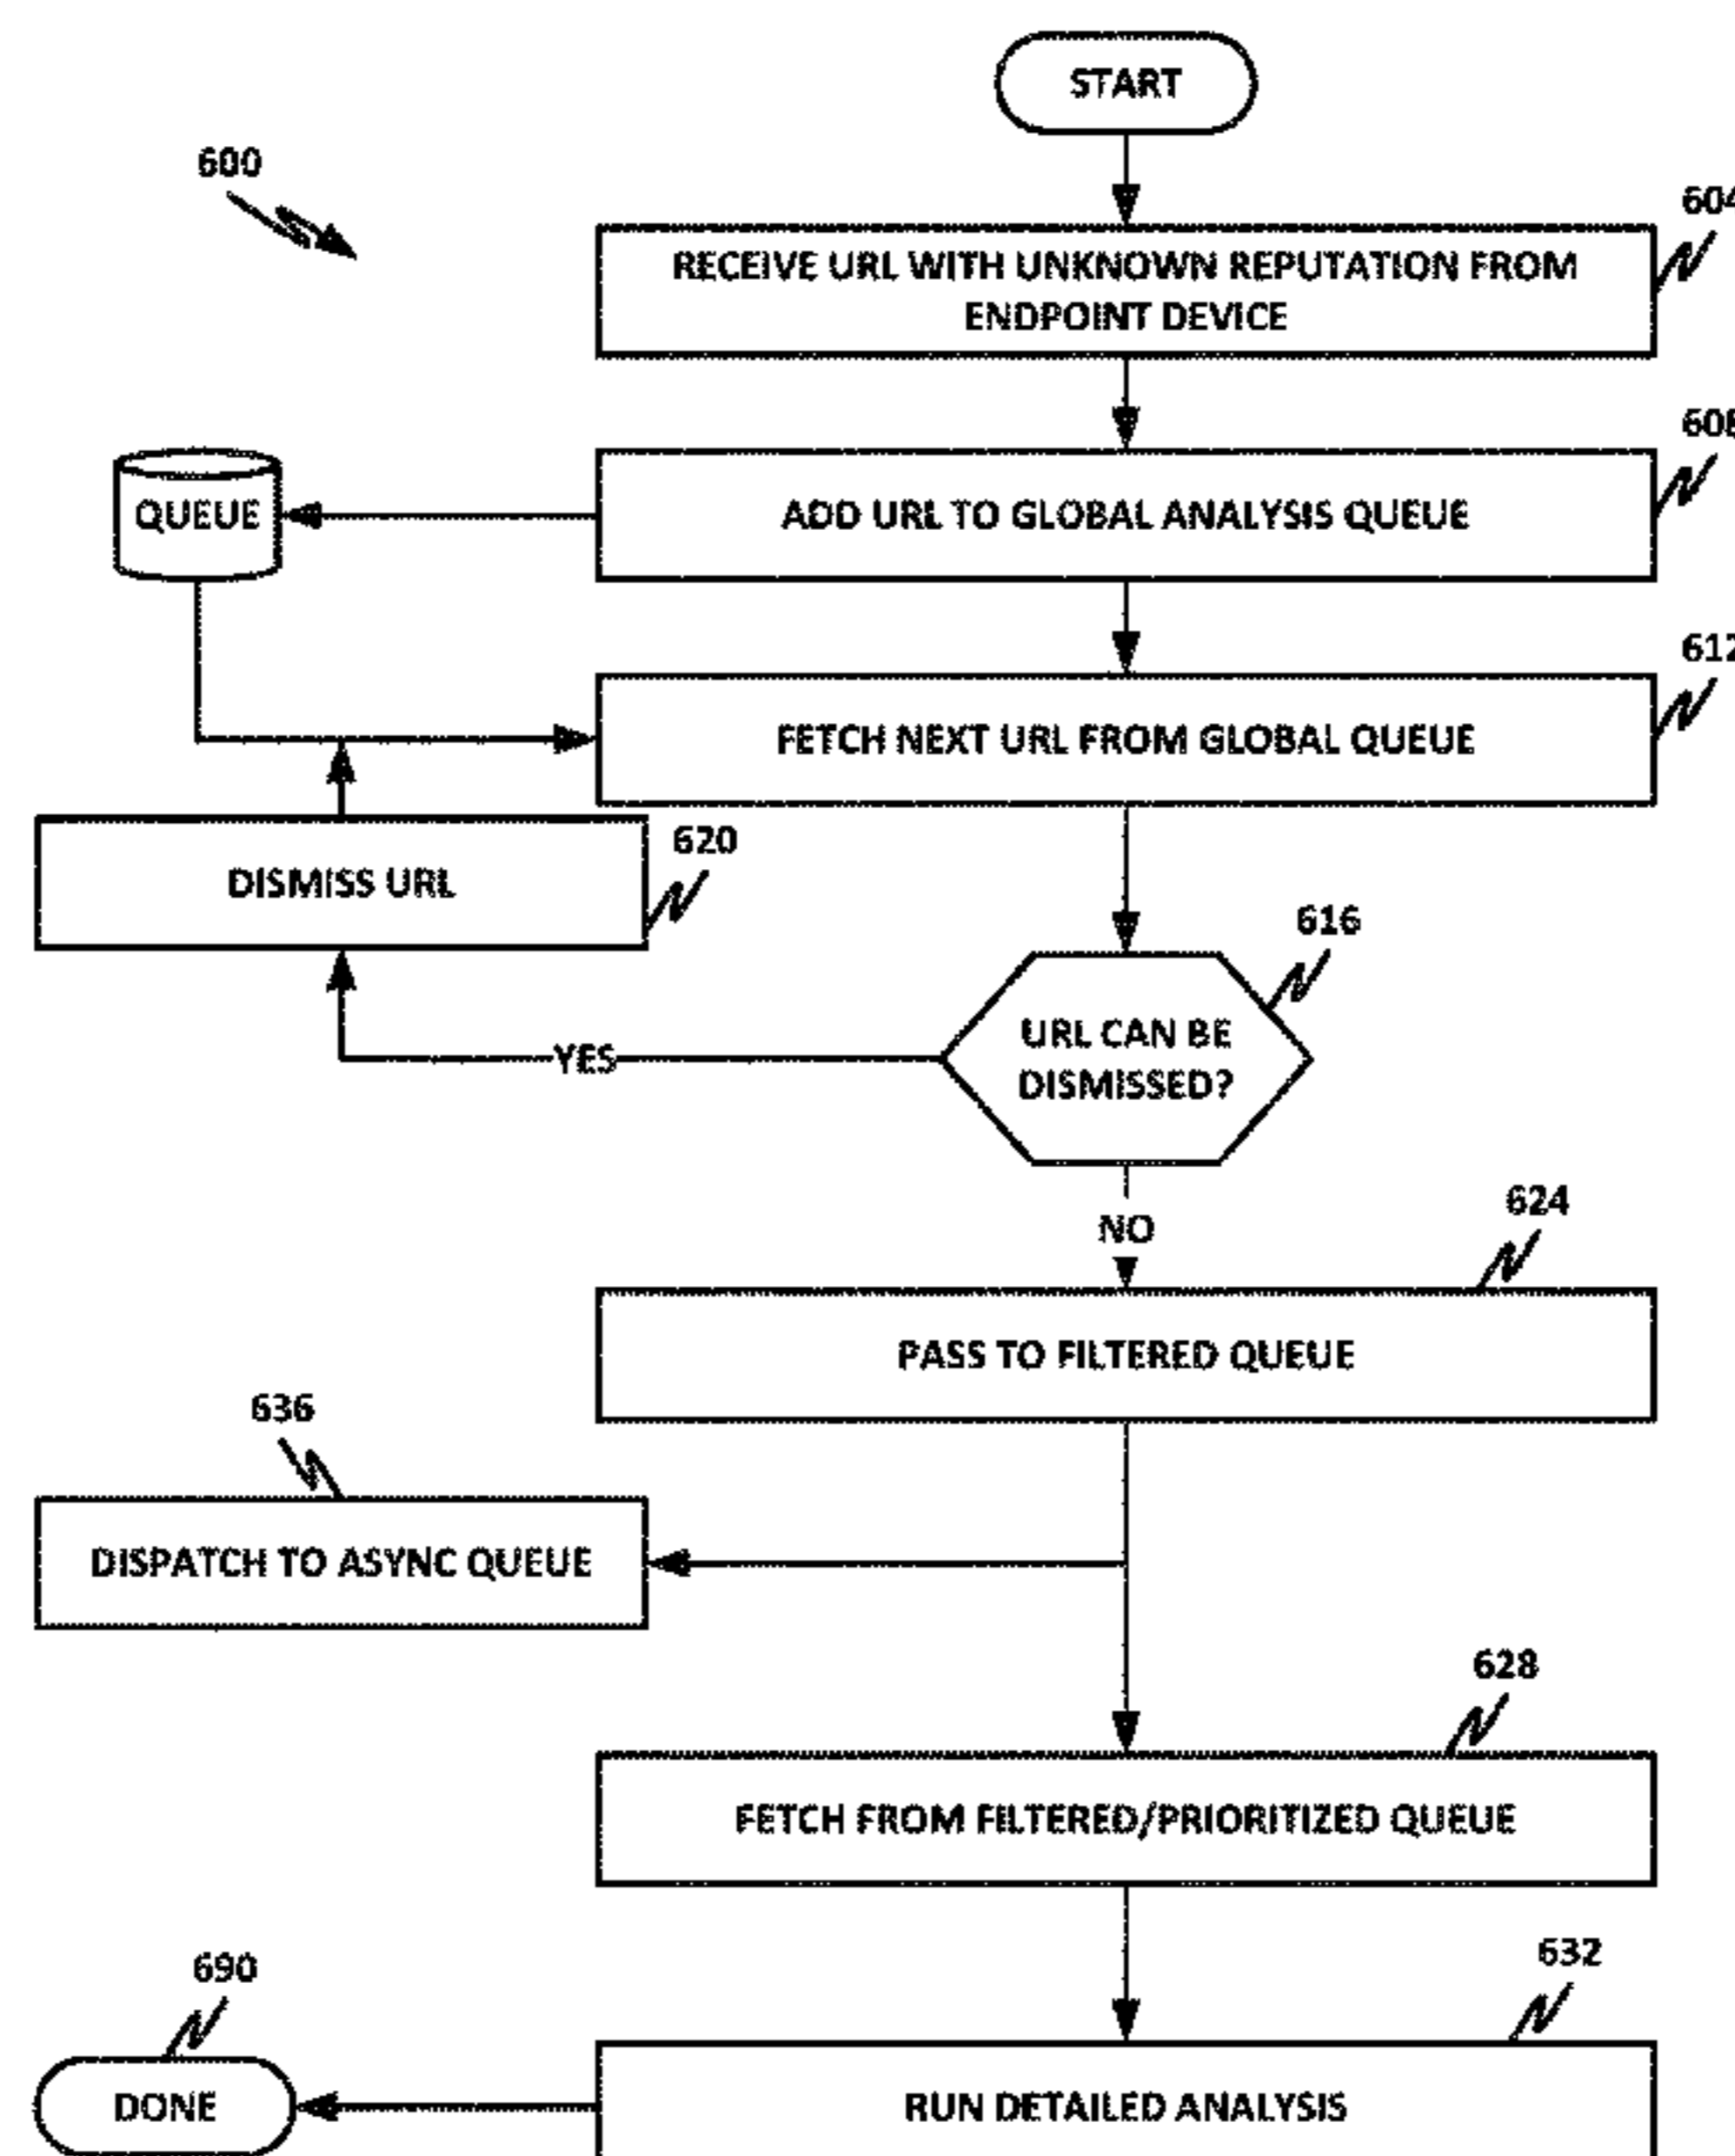 START
600
604
RECEIVE URL WITH UNKNOWN REPUTATION FROM
ENDPOINT DEVICE
608
QUEUE
ADD URL TO GLOBAL ANALYSIS QUEUE
612
FETCH NEXT URL FROM GLOBAL QUEUE
620
DISMISS URL
616
URL CAN BE
DISMISSED?
YES
NO
624
PASS TO FILTERED QUEUE
636
DISPATCH TO ASYNC QUEUE
628
FETCH FROM FILTERED/PRIORITIZED QUEUE
690
632
DONE
RUN DETAILED ANALYSIS